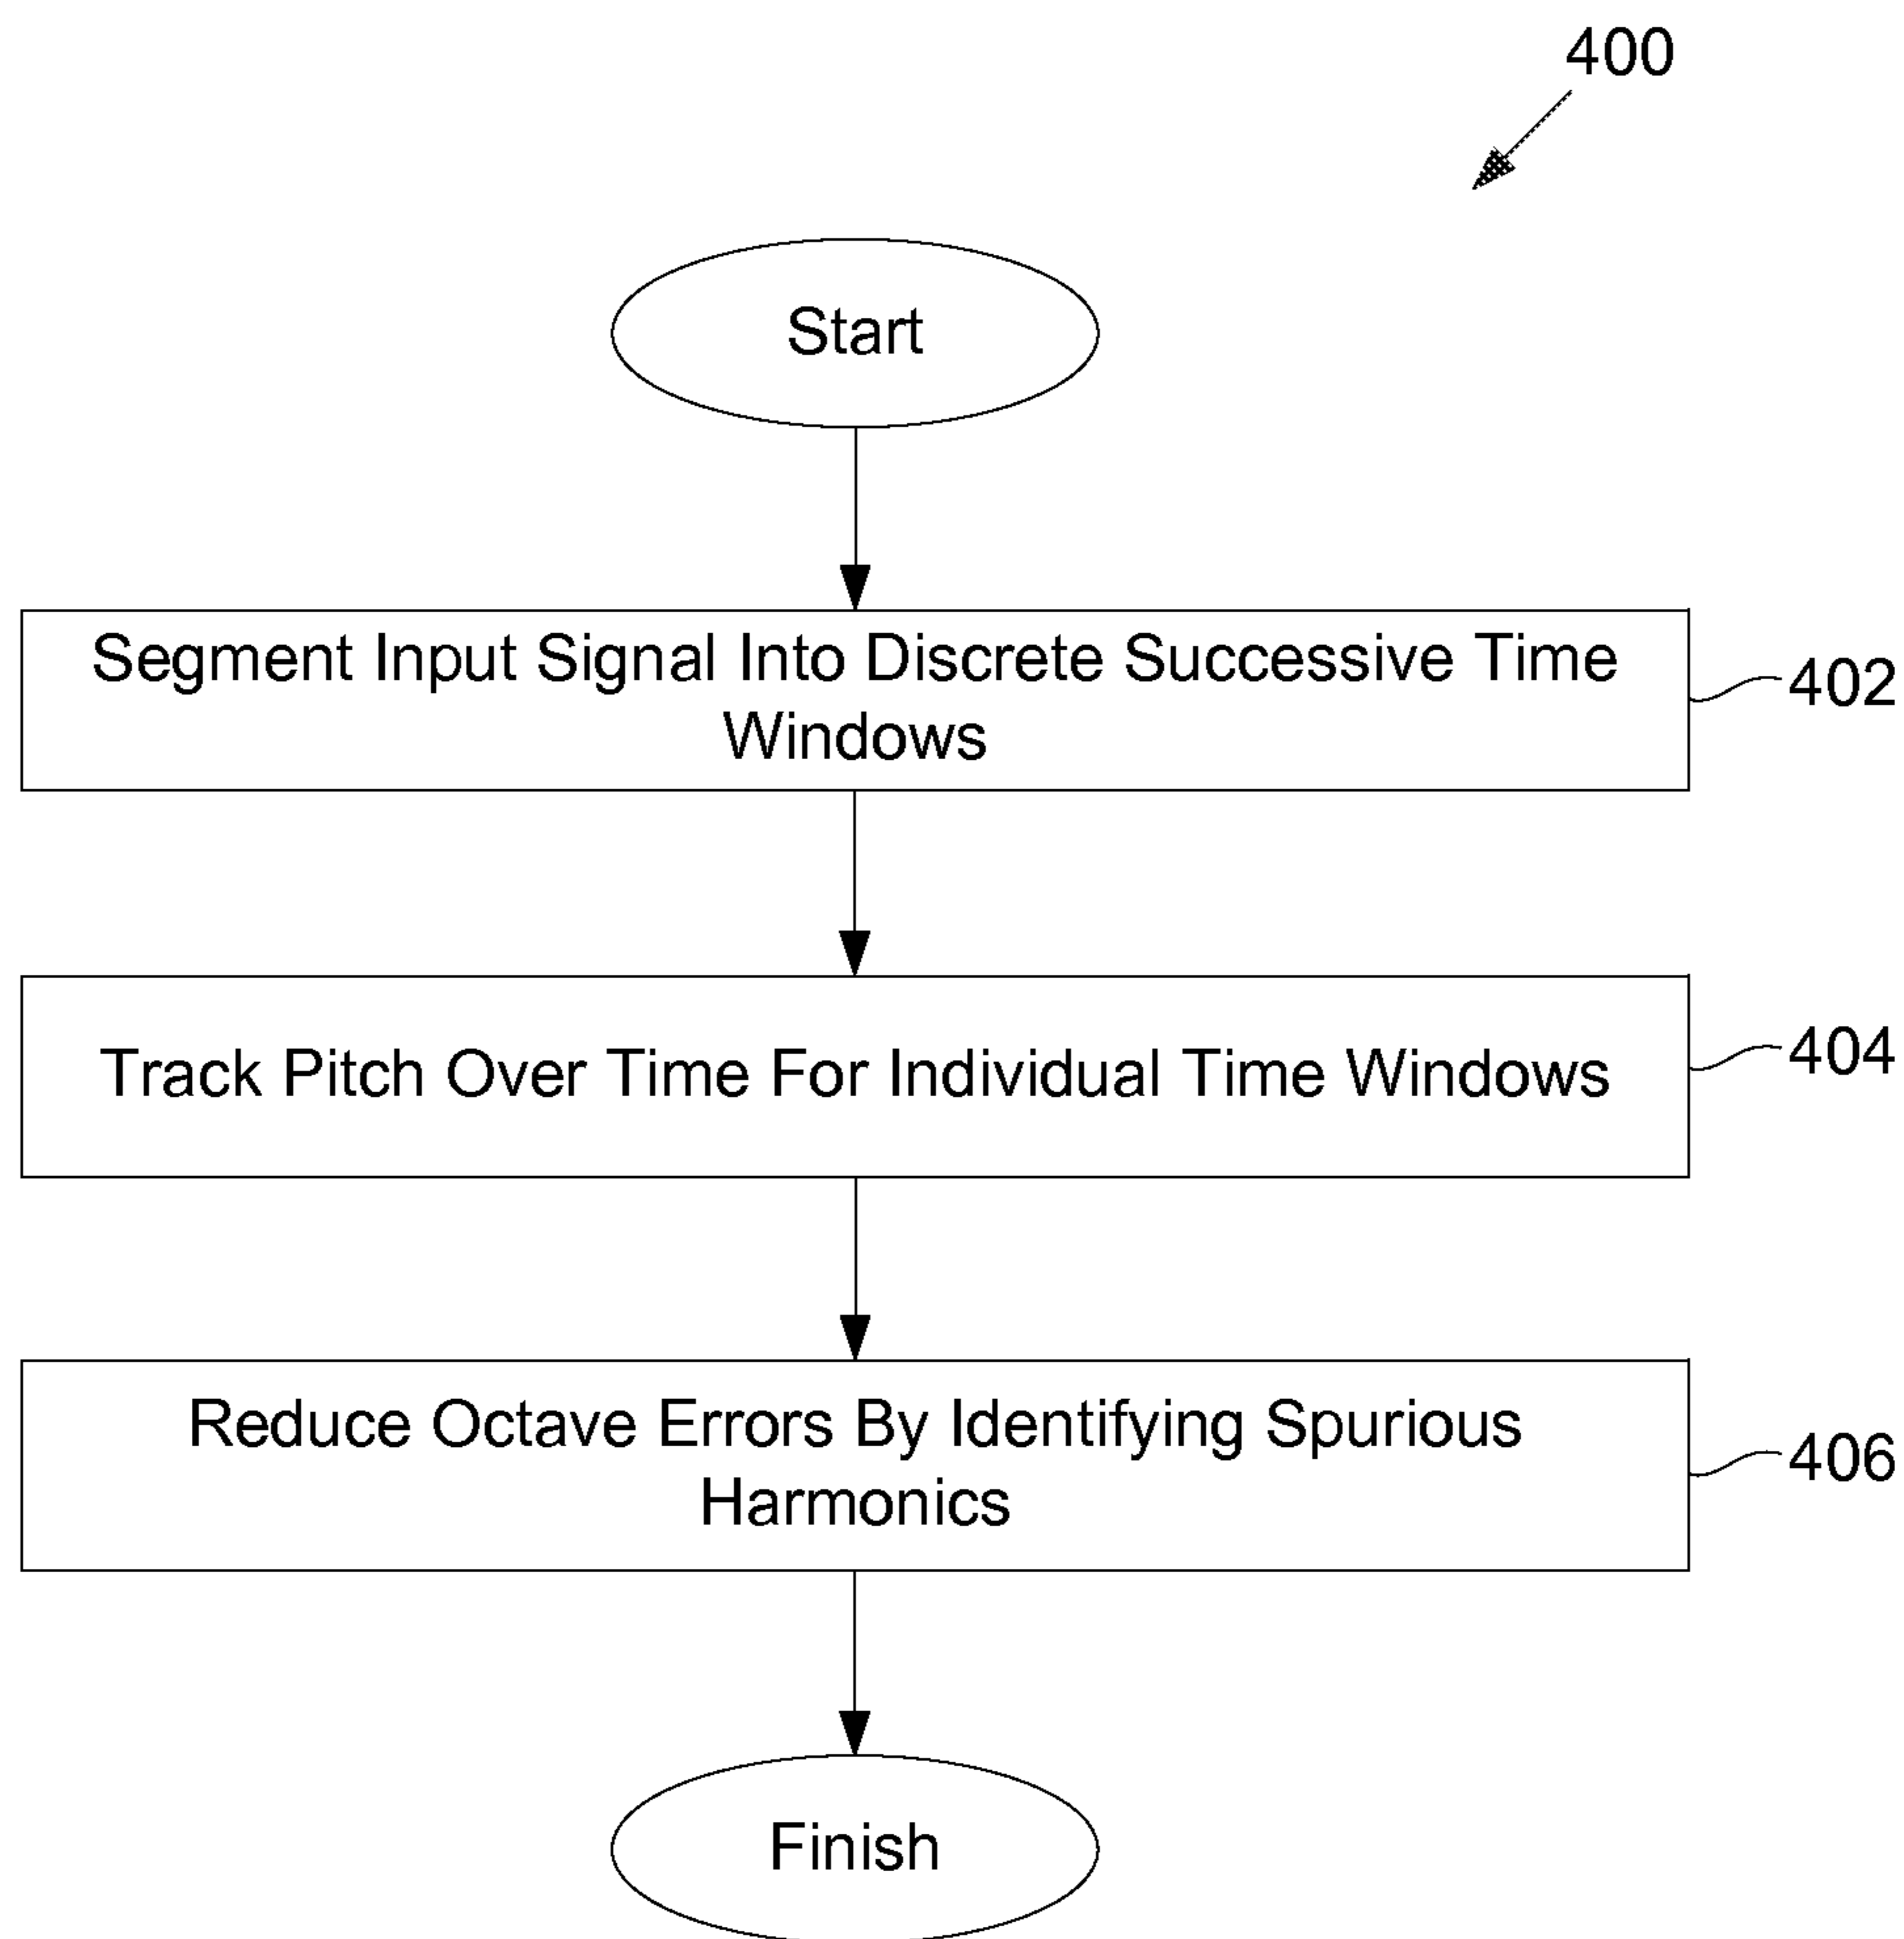 400
Start
Segment Input Signal Into Discrete Successive Time
Windows
402
Track Pitch Over Time For Individual Time Windows
404
Reduce Octave Errors By Identifying Spurious
Harmonics
406
Finish